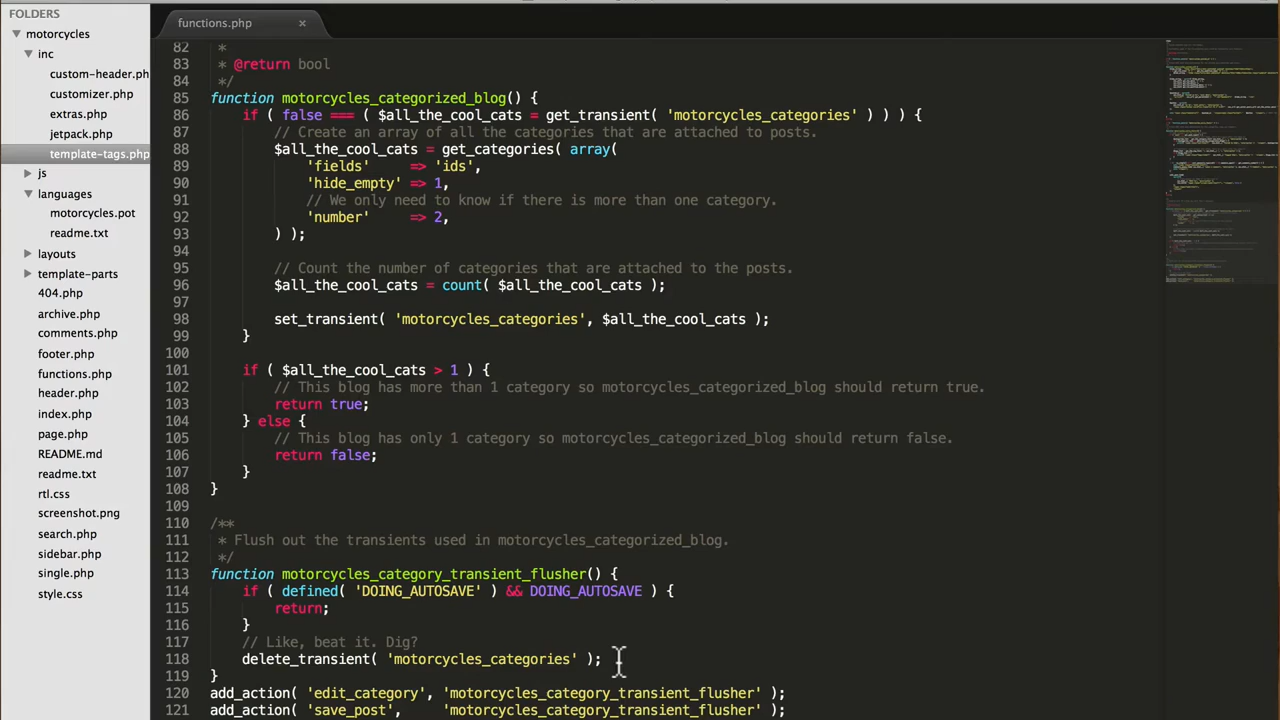 FOLDERS
motorcycles
inc
custom-header.ph
customizer.php
extras.php
jetpack.php
template-tags.php
js
languages
motorcycles.pot
readme.txt
layouts
template-parts
404.php
archive.php
comments.php
footer.php
functions.php
header.php
index.php
page.php
README.md
readme.txt
rtl.css
screenshot.png
search.php
sidebar.php
single.php
style.css
functions.php ×
82 *
83 * @return bool
84 */
85 function motorcycles_categorized_blog() {
86 if ( false === ( $all_the_cool_cats = get_transient( 'motorcycles_categories' ) ) ) {
87 // Create an array of all the categories that are attached to posts.
88 $all_the_cool_cats = get_categories( array(
89 'fields' => 'ids',
90 'hide_empty' => 1,
91 // We only need to know if there is more than one category.
92 'number' => 2,
93 ) );
94
95 // Count the number of categories that are attached to the posts.
96 $all_the_cool_cats = count( $all_the_cool_cats );
97
98 set_transient( 'motorcycles_categories', $all_the_cool_cats );
99 }
100
101 if ( $all_the_cool_cats > 1 ) {
102 // This blog has more than 1 category so motorcycles_categorized_blog should return true.
103 return true;
104 } else {
105 // This blog has only 1 category so motorcycles_categorized_blog should return false.
106 return false;
107 }
108 }
109
110 /**
111 * Flush out the transients used in motorcycles_categorized_blog.
112 */
113 function motorcycles_category_transient_flusher() {
114 if ( defined( 'DOING_AUTOSAVE' ) && DOING_AUTOSAVE ) {
115 return;
116 }
117 // Like, beat it. Dig?
118 delete_transient( 'motorcycles_categories' );
119 }
120 add_action( 'edit_category', 'motorcycles_category_transient_flusher' );
121 add_action( 'save_post', 'motorcycles_category_transient_flusher' );